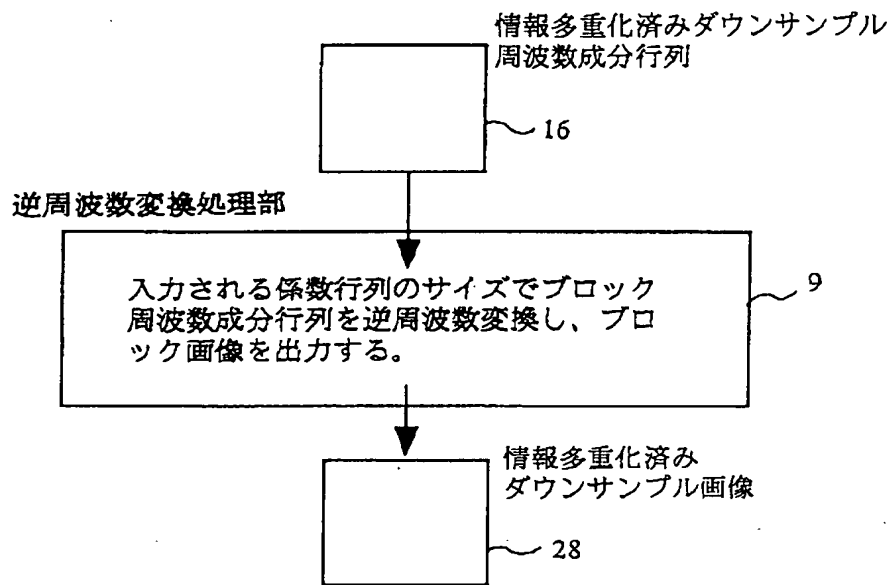 情報多重化済みダウンサンプル
周波数成分行列
16
逆周波数変換処理部
入力される係数行列のサイズでブロック
周波数成分行列を逆周波数変換し、ブロ
ック画像を出力する。
9
情報多重化済み
ダウンサンプル画像
28